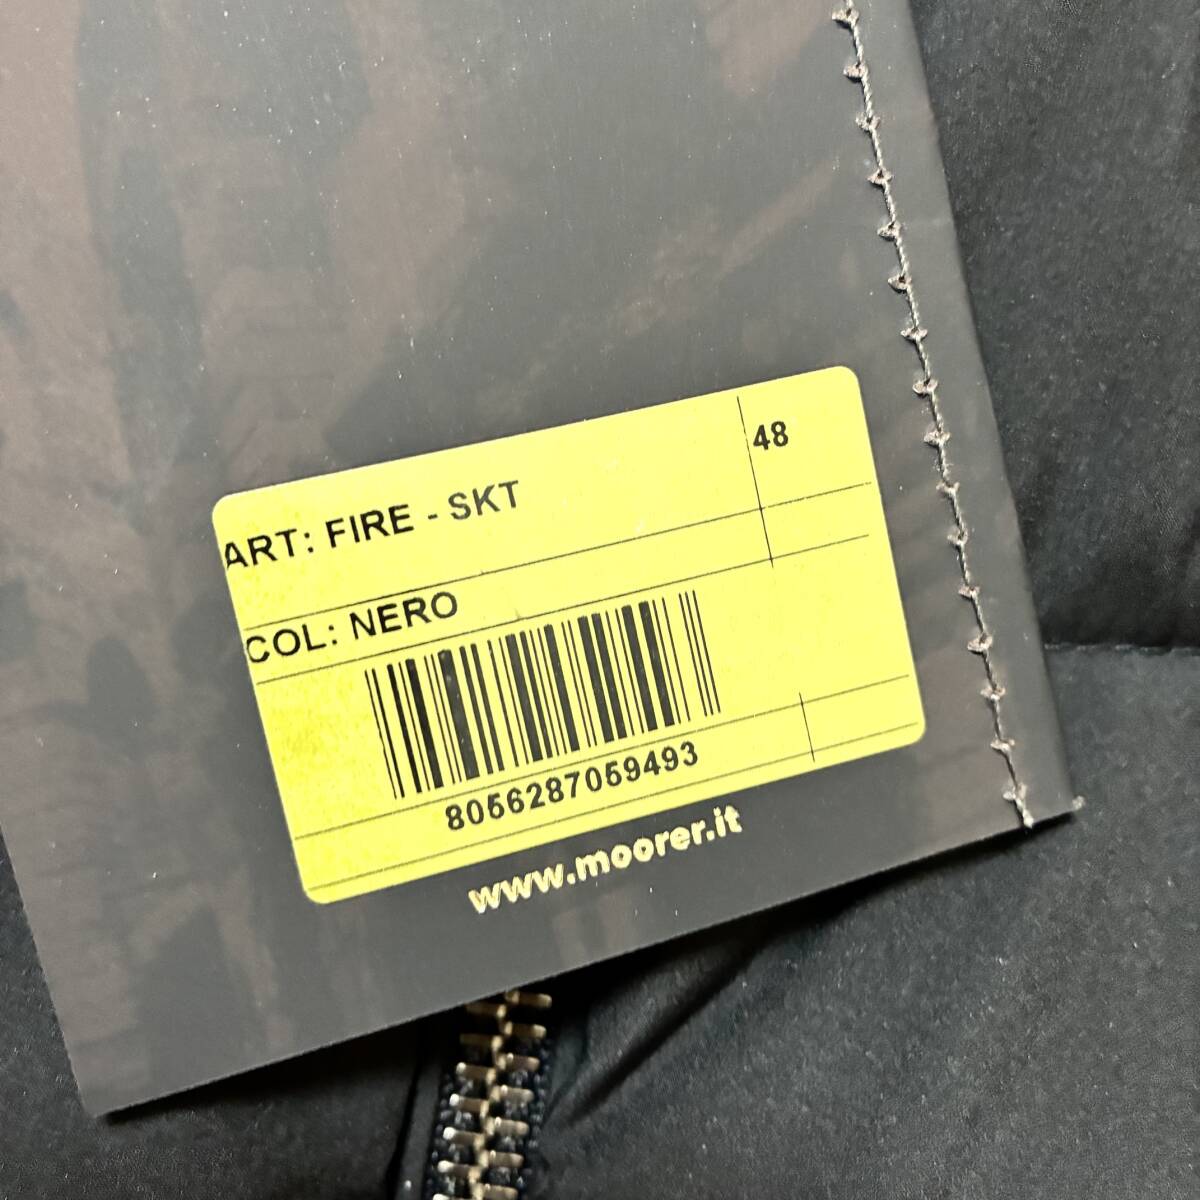 ART: FIRE - SKT 48
COL: NERO
8056287059493
www.moorer.it